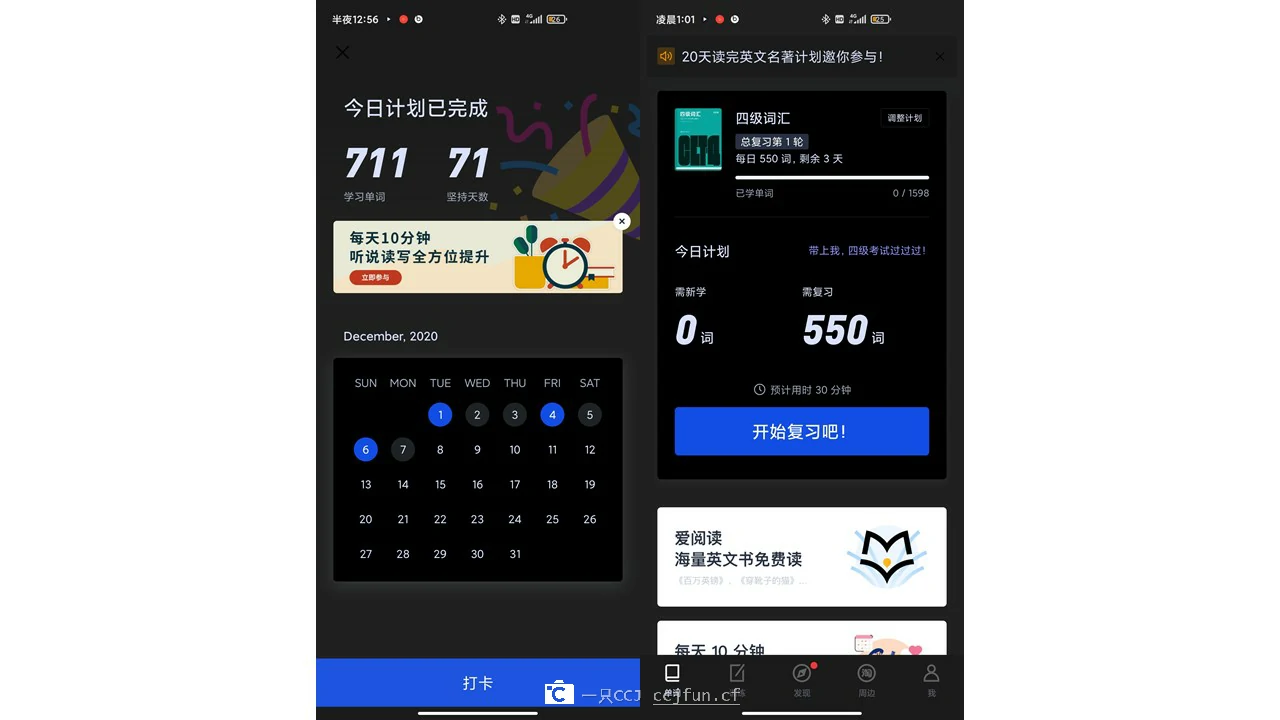 半夜12:56
今日计划已完成
711
71
学习单词
坚持天数
每天10分钟
听说读写全方位提升
立即参与
December, 2020
SUN MON TUE WED THU FRI SAT
1 2 3 4 5
6 7 8 9 10 11 12
13 14 15 16 17 18 19
20 21 22 23 24 25 26
27 28 29 30 31
打卡
凌晨1:01
20天读完英文名著计划邀你参与!
四级词汇
四级词汇
调整计划
总复习第 1 轮
每日 550 词, 剩余 3 天
已学单词
0 / 1598
今日计划
带上我, 四级考试过过过!
需新学
需复习
0 词
550 词
预计用时 30 分钟
开始复习吧!
爱阅读
海量英文书免费读
《百万英镑》、《穿靴子的猫》...
每天 10 分钟
单词
发现
淘
周边
我
一只CCJ ccjfun.cf